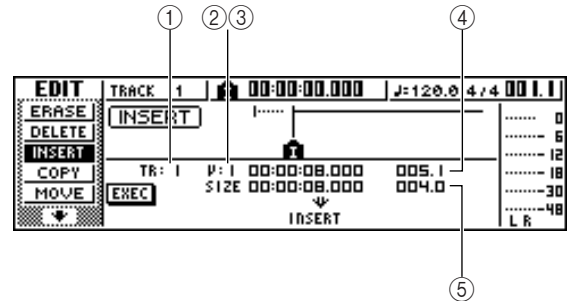 ① ② ③ ④
EDIT TRACK 1 00:00:00.000 ♩=120.0 4/4 001.1
ERASE INSERT 0
DELETE 6
INSERT 12
COPY TR: 1 V:1 00:00:08.000 005.1 18
MOVE EXEC SIZE 00:00:08.000 004.0 30
INSERT L R 48
⑤